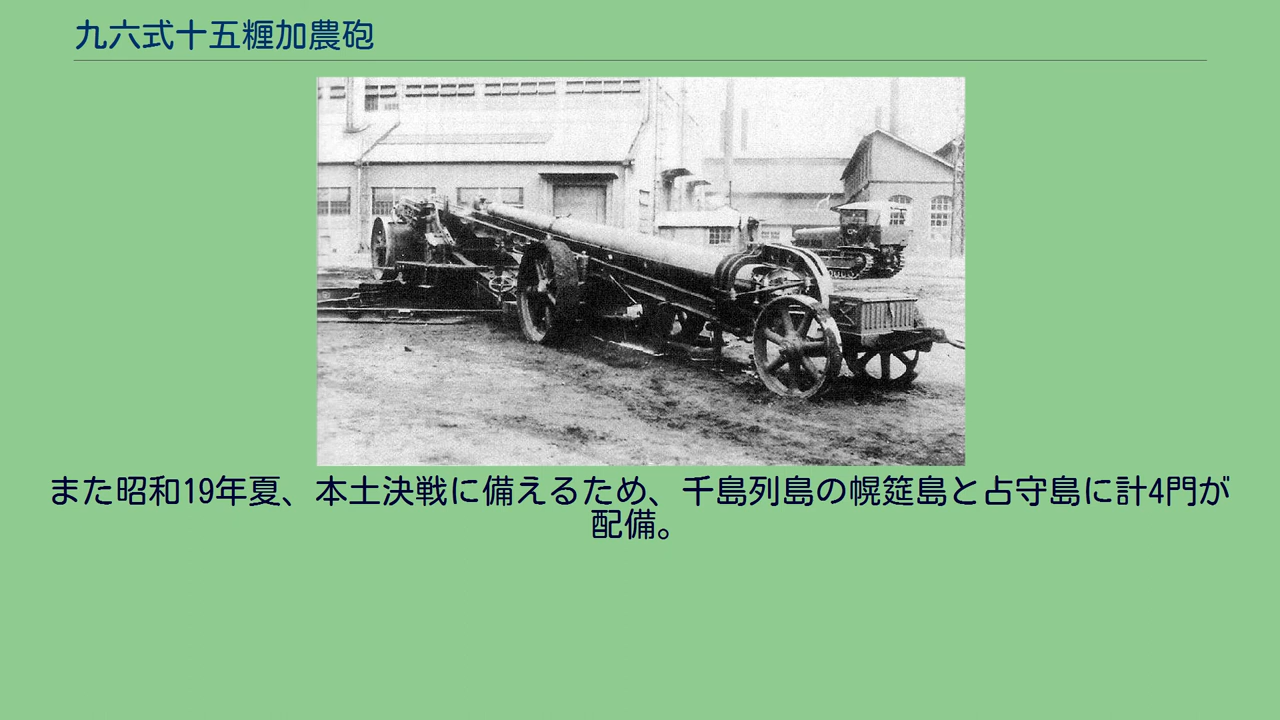 九六式十五糎加農砲
また昭和19年夏、本土決戦に備えるため、千島列島の幌筵島と占守島に計4門が
配備。